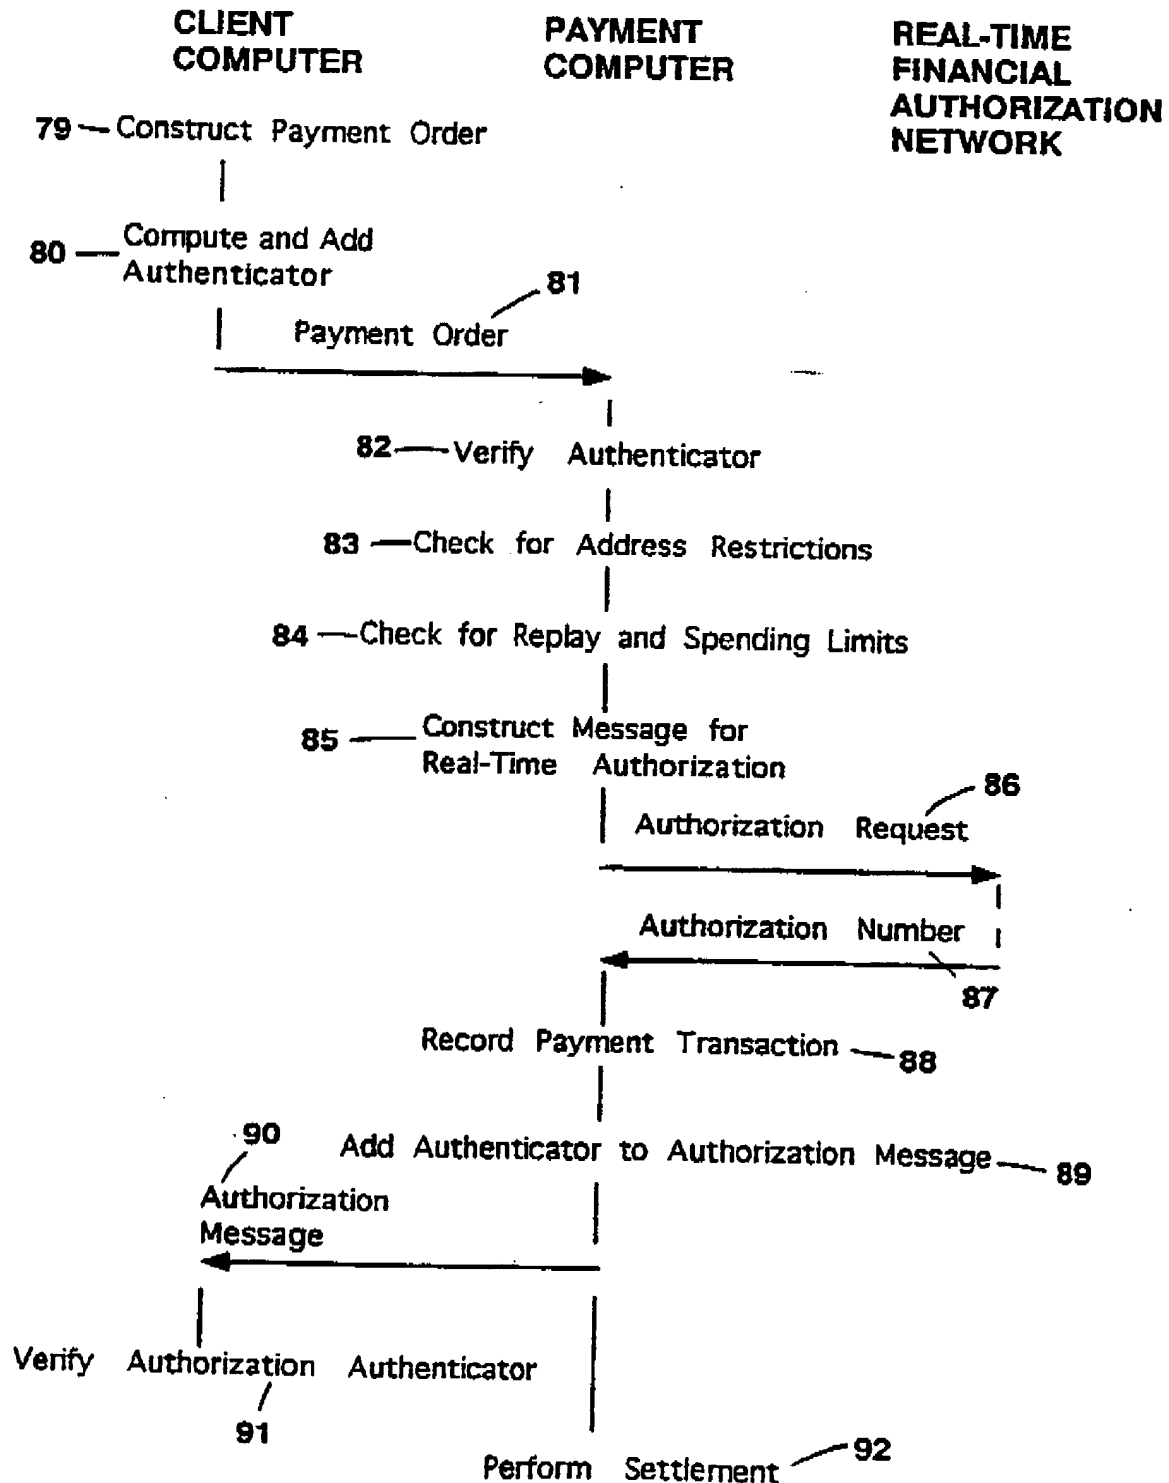 CLIENT
COMPUTER
PAYMENT
COMPUTER
REAL-TIME
FINANCIAL
AUTHORIZATION
NETWORK
79 Construct Payment Order
80 Compute and Add
Authenticator
81
Payment Order
82 Verify Authenticator
83 Check for Address Restrictions
84 Check for Replay and Spending Limits
85 Construct Message for
Real-Time Authorization
86
Authorization Request
Authorization Number
87
Record Payment Transaction 88
Add Authenticator to Authorization Message 89
90
Authorization
Message
Verify Authorization Authenticator
91
Perform Settlement 92